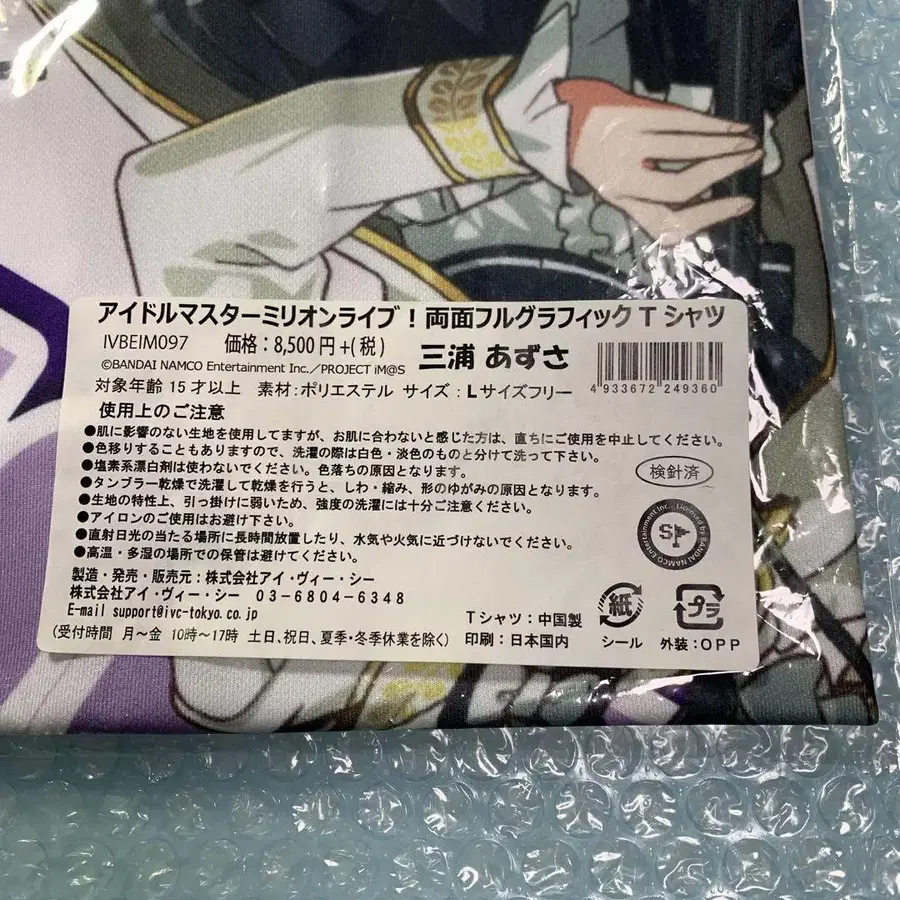 アイドルマスターミリオンライブ！両面フルグラフィックTシャツ
IVBEIM097 価格：8,500円+(税) 三浦 あずさ
©BANDAI NAMCO Entertainment Inc.／PROJECT iM@S
4 933672 249360
対象年齢 15才以上 素材：ポリエステル サイズ：Lサイズフリー
使用上のご注意
●肌に影響のない生地を使用してますが、お肌に合わないと感じた方は、直ちにご使用を中止してください。
●色移りすることもありますので、洗濯の際は白色・淡色のものと分けて洗って下さい。
●塩素系漂白剤は使わないでください。色落ちの原因となります。
●タンブラー乾燥で洗濯して乾燥を行うと、しわ・縮み、形のゆがみの原因となります。
●生地の特性上、引っ掛けに弱いため、強度の洗濯には十分ご注意ください。
●アイロンのご使用はお避け下さい。
●直射日光の当たる場所に長時間放置したり、水気や火気に近づけないでください。
●高温・多湿の場所での保管は避けてください。
検針済
Licensed by BANDAI NAMCO Entertainment Inc.
製造・発売・販売元：株式会社アイ・ヴィー・シー
株式会社アイ・ヴィー・シー 03-6804-6348
E-mail support@ivc-tokyo.co.jp
(受付時間 月～金 10時～17時 土日、祝日、夏季・冬季休業を除く)
Tシャツ：中国製
印刷：日本国内
紙
シール
プラ
外装：OPP